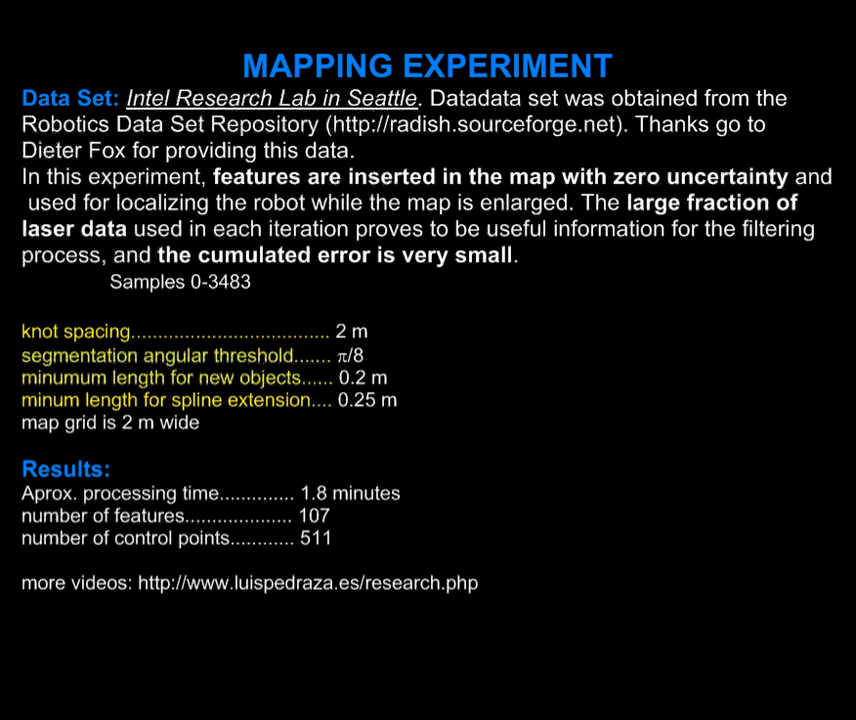 MAPPING EXPERIMENT
Data Set: Intel Research Lab in Seattle. Datadata set was obtained from the
Robotics Data Set Repository (http://radish.sourceforge.net). Thanks go to
Dieter Fox for providing this data.
In this experiment, features are inserted in the map with zero uncertainty and
used for localizing the robot while the map is enlarged. The large fraction of
laser data used in each iteration proves to be useful information for the filtering
process, and the cumulated error is very small.
Samples 0-3483
knot spacing..................................... 2 m
segmentation angular threshold....... π/8
minumum length for new objects...... 0.2 m
minum length for spline extension.... 0.25 m
map grid is 2 m wide
Results:
Aprox. processing time.............. 1.8 minutes
number of features.................... 107
number of control points............ 511
more videos: http://www.luispedraza.es/research.php